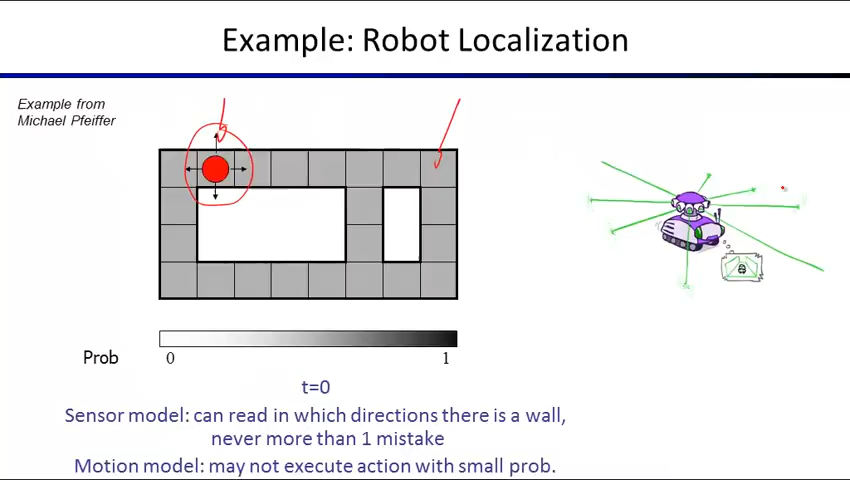 Example: Robot Localization
Example from
Michael Pfeiffer
Prob
0
1
t=0
Sensor model: can read in which directions there is a wall,
never more than 1 mistake
Motion model: may not execute action with small prob.